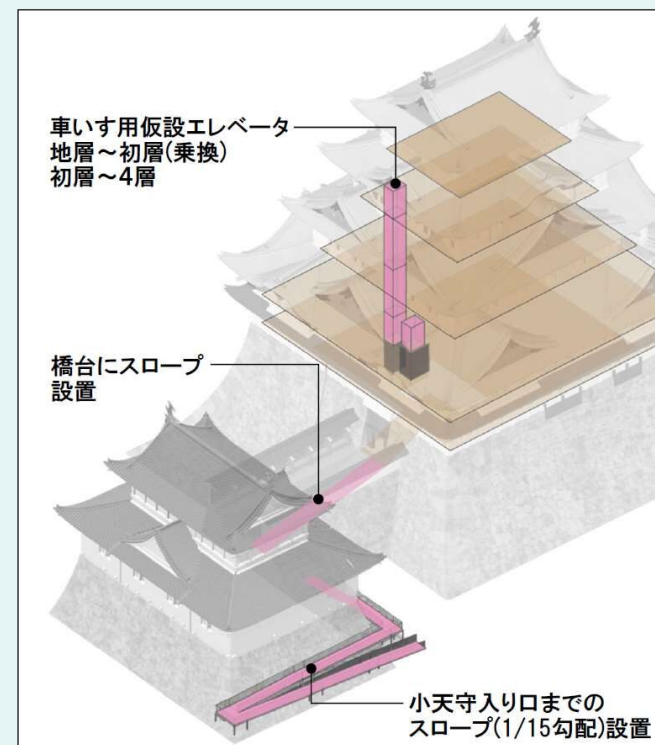 車いす用仮設エレベータ
地層～初層(乗換)
初層～4層
橋台にスロープ
設置
小天守入り口までの
スロープ(1/15勾配)設置